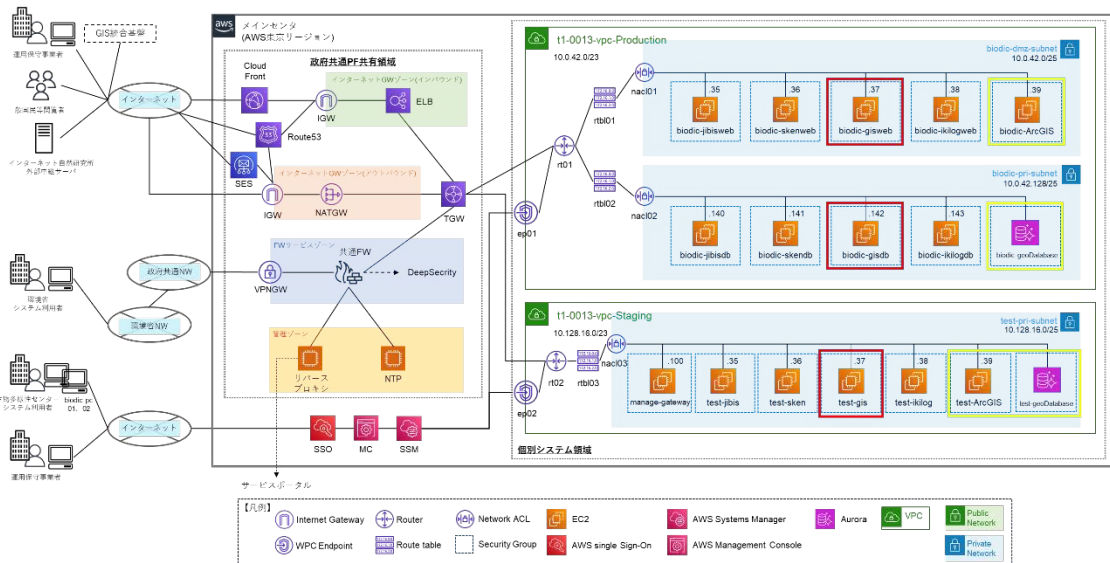 運用保守事業者
GIS統合基盤
一般国民等閲覧者
インターネット
インターネット自然研究所
外部中継サーバ
環境省
システム利用者
政府共通NW
環境省NW
生物多様性センター
システム利用者
biodic pc
01、02
インターネット
運用保守事業者
aws
メインセンタ
(AWS東京リージョン)
政府共通PF共有領域
Cloud
Front
インターネットGWゾーン(インバウンド)
IGW
ELB
Route53
SES
インターネットGWゾーン(アウトバウンド)
IGW
NATGW
TGW
FWサービスゾーン
共通FW
VPNGW
DeepSecrity
管理ゾーン
リバース
プロキシ
NTP
SSO
MC
SSM
サービスポータル
ep01
ep02
rt01
rtbl01
rtbl02
nacl01
nacl02
rt02
rtbl03
nacl03
t1-0013-vpc-Production
10.0.42.0/23
biodic-dmz-subnet
10.0.42.0/25
.35
.36
.37
.38
.39
biodic-jibisweb
biodic-skenweb
biodic-gisweb
biodic-ikilogweb
biodic-ArcGIS
biodic-pri-subnet
10.0.42.128/25
.140
.141
.142
.143
biodic-jibisdb
biodic-skendb
biodic-gisdb
biodic-ikilogdb
biodic-geoDatabase
t1-0013-vpc-Staging
10.128.16.0/23
test-pri-subnet
10.128.16.0/25
.100
.35
.36
.37
.38
.39
manage-gateway
test-jibis
test-sken
test-gis
test-ikilog
test-ArcGIS
test-geoDatabase
個別システム領域
【凡例】
Internet Gateway
Router
Network ACL
EC2
AWS Systems Manager
Aurora
VPC
Public
Network
WPC Endpoint
Route table
Security Group
AWS single Sign-On
AWS Management Console
Private
Network